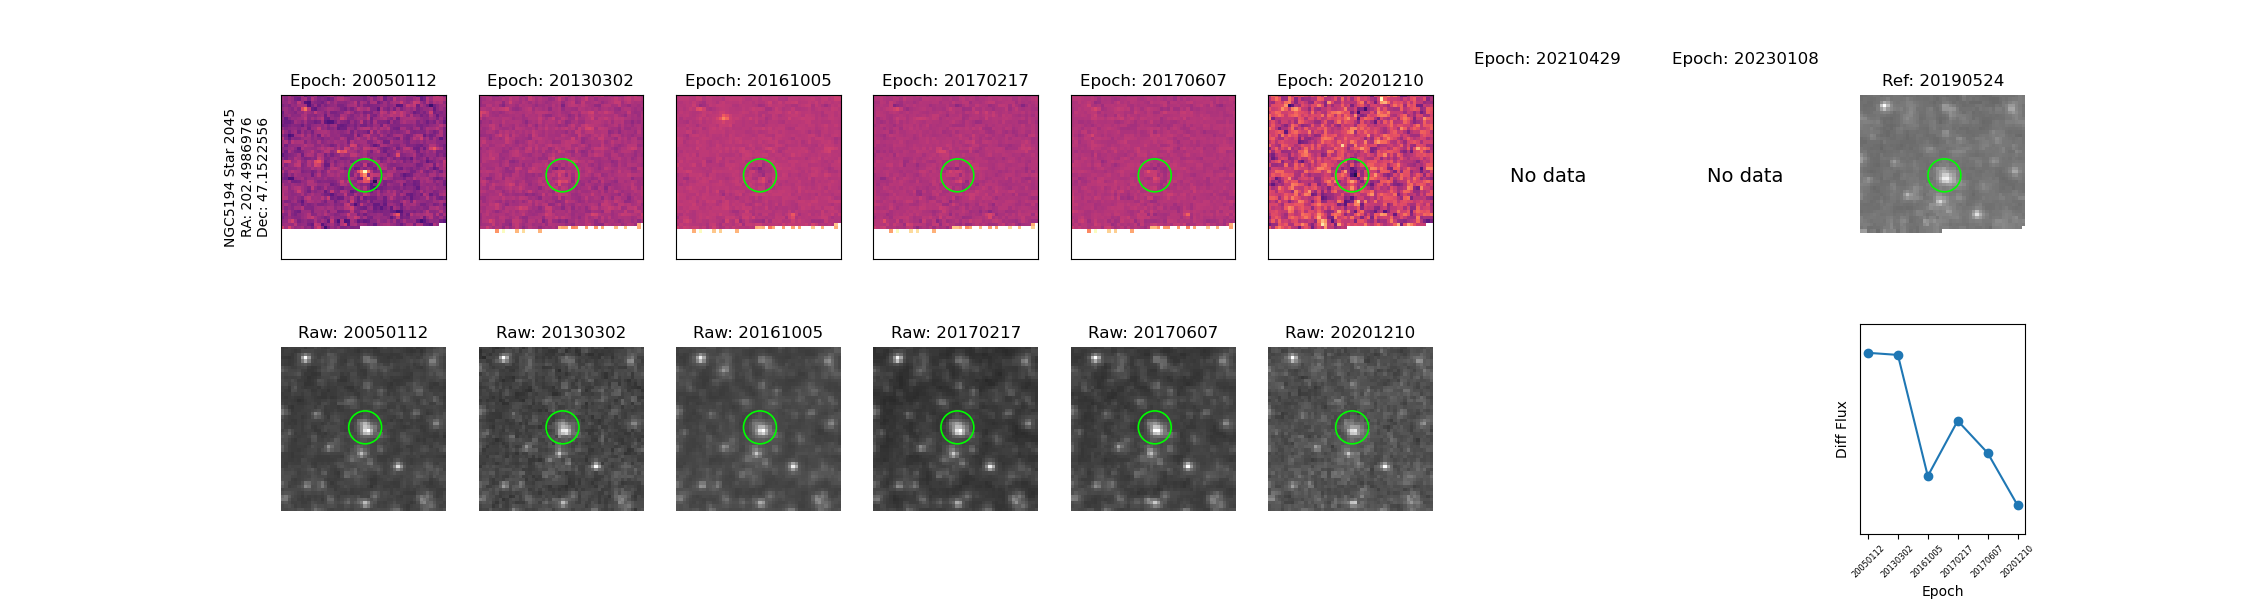 NGC5194 Star 2045
RA: 202.4986976
Dec: 47.1522556
Epoch: 20050112
Epoch: 20130302
Epoch: 20161005
Epoch: 20170217
Epoch: 20170607
Epoch: 20201210
Epoch: 20210429
Epoch: 20230108
Ref: 20190524
No data
No data
Raw: 20050112
Raw: 20130302
Raw: 20161005
Raw: 20170217
Raw: 20170607
Raw: 20201210
Diff Flux
20050112
20130302
20161005
20170217
20170607
20201210
Epoch